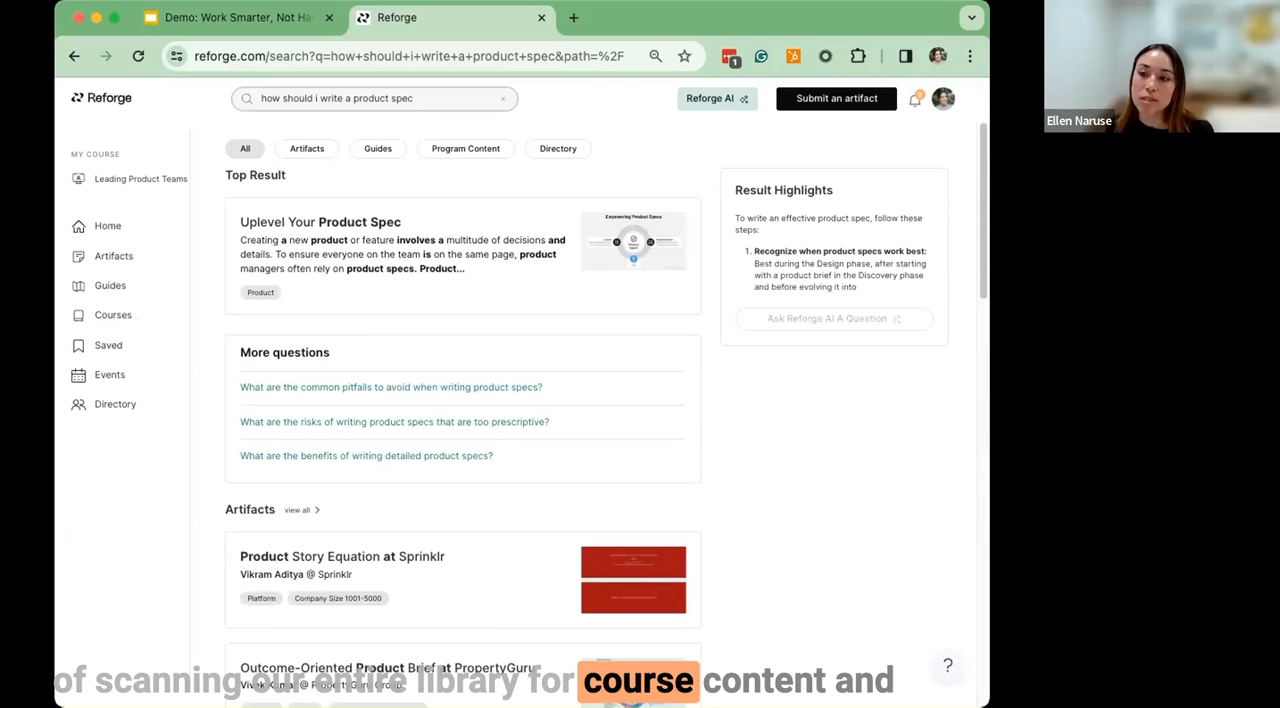 Demo: Work Smarter, Not Ha
Reforge
reforge.com/search?q=how+should+i+write+a+product+spec&path=%2F
1
Reforge
how should i write a product spec
Reforge AI
Submit an artifact
Ellen Naruse
MY COURSE
Leading Product Teams
Home
Artifacts
Guides
Courses
Saved
Events
Directory
All
Artifacts
Guides
Program Content
Directory
Top Result
Uplevel Your Product Spec
Creating a new product or feature involves a multitude of decisions and
details. To ensure everyone on the team is on the same page, product
managers often rely on product specs. Product...
Product
Empowering Product Specs
More questions
What are the common pitfalls to avoid when writing product specs?
What are the risks of writing product specs that are too prescriptive?
What are the benefits of writing detailed product specs?
Artifacts view all
Product Story Equation at Sprinklr
Vikram Aditya @ Sprinklr
Platform
Company Size 1001-5000
Outcome-Oriented Product Brief at PropertyGuru
Result Highlights
To write an effective product spec, follow these
steps:
1. Recognize when product specs work best:
Best during the Design phase, after starting
with a product brief in the Discovery phase
and before evolving it into
Ask Reforge AI A Question
?
of scanning our entire library for course content and